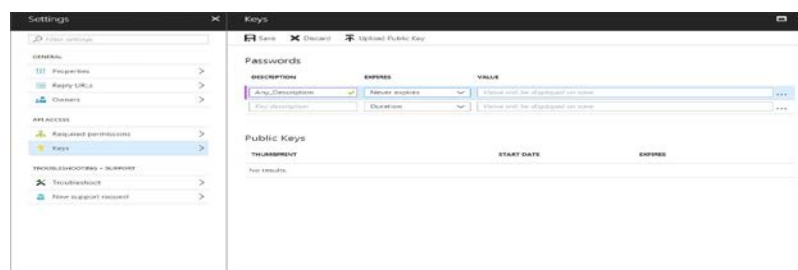 Settings
Filter settings
GENERAL
Properties
Reply URLs
Owners
API ACCESS
Required permissions
Keys
TROUBLESHOOTING + SUPPORT
Troubleshoot
New support request
Keys
Save Discard Upload Public Key
Passwords
DESCRIPTION EXPIRES VALUE
Any_Description Never expires Value will be displayed on save
Key description Duration Value will be displayed on save
Public Keys
THUMBPRINT START DATE EXPIRES
No results.